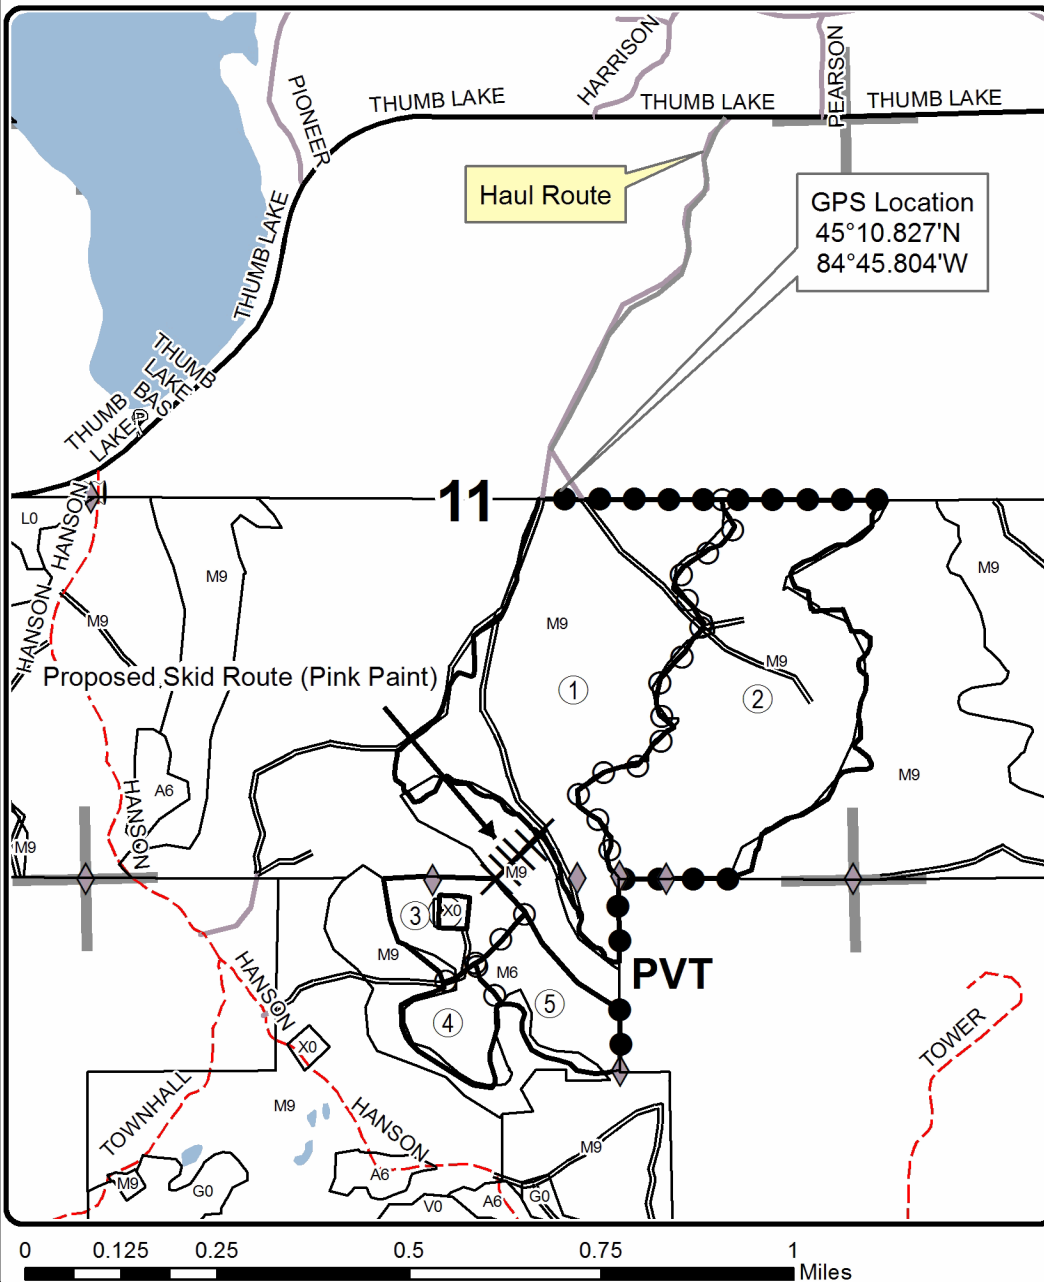 HARRISON
PEARSON
PIONEER
THUMB LAKE
THUMB LAKE
THUMB LAKE
Haul Route
GPS Location
45°10.827'N
84°45.804'W
THUMB LAKE
THUMB
LAKE
THUMB BAS
LAKE
11
HANSON
L0
M9
M9
M9
HANSON
M9
M9
Proposed Skid Route (Pink Paint)
1
2
M9
A6
HANSON
M9
M9
3
X0
M9
PVT
HANSON
M6
5
4
X0
TOWER
TOWNHALL
M9
HANSON
M9
M9
G0
A6
V0
A6
G0
0 0.125 0.25 0.5 0.75 1
Miles